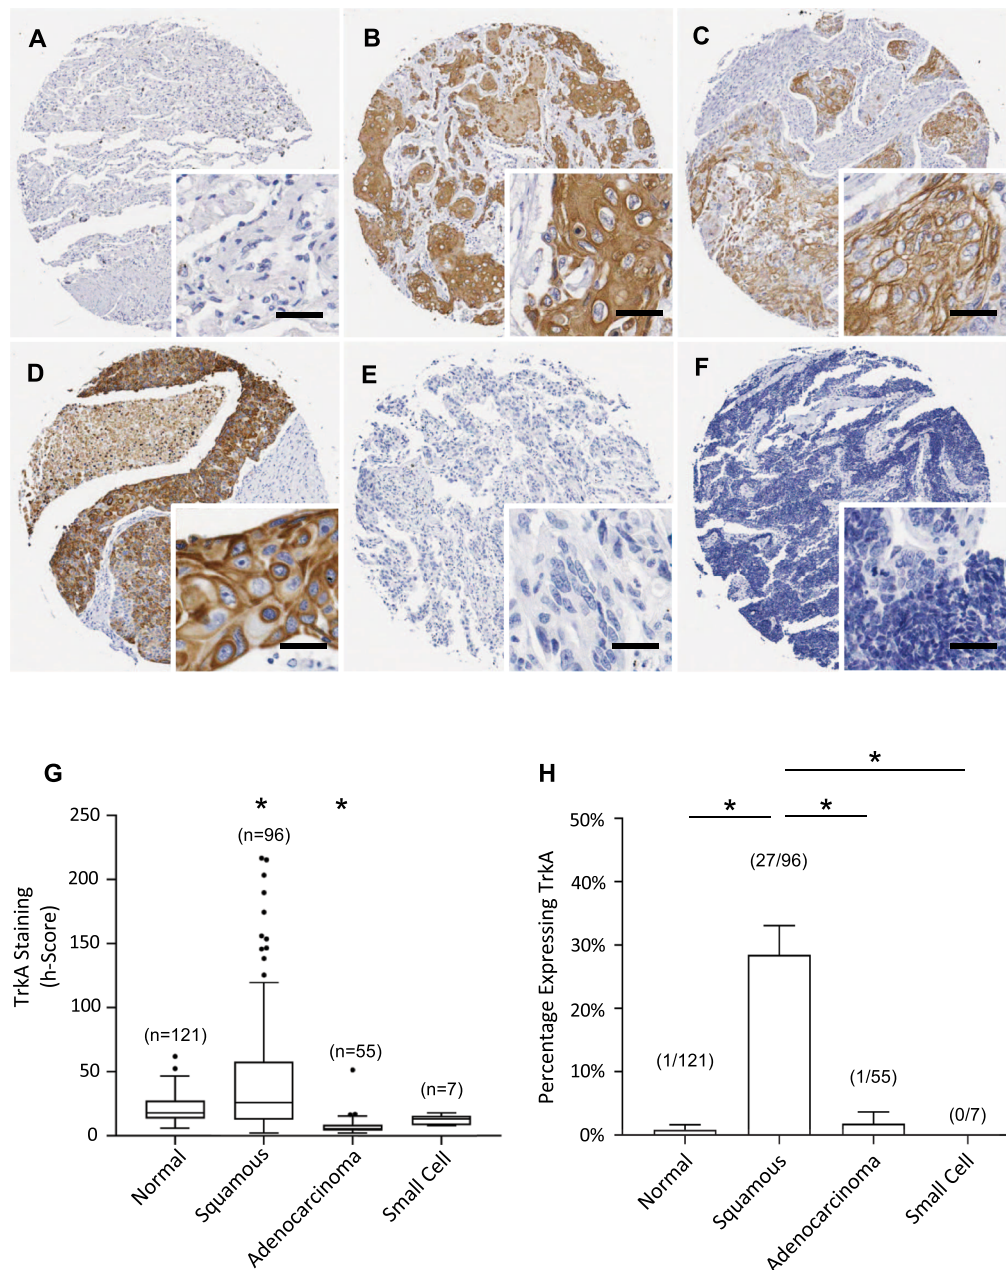 A
B
C
D
E
F
G
TrkA Staining
(h-Score)
250
200
150
100
50
0
*
*
(n=121)
(n=96)
(n=55)
(n=7)
Normal
Squamous
Adenocarcinoma
Small Cell
H
Percentage Expressing TrkA
50%
40%
30%
20%
10%
0%
*
*
*
(1/121)
(27/96)
(1/55)
(0/7)
Normal
Squamous
Adenocarcinoma
Small Cell